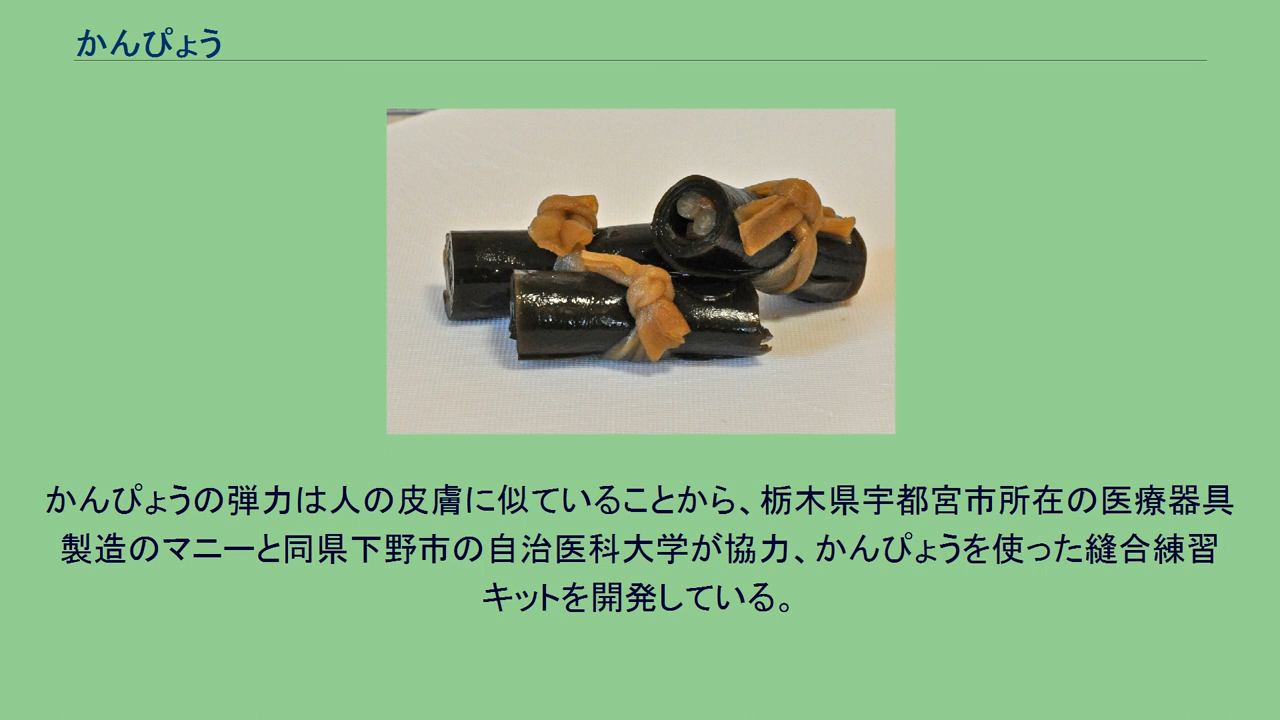 かんぴょう
かんぴょうの弾力は人の皮膚に似ていることから、栃木県宇都宮市所在の医療器具
製造のマニーと同県下野市の自治医科大学が協力、かんぴょうを使った縫合練習
キットを開発している。